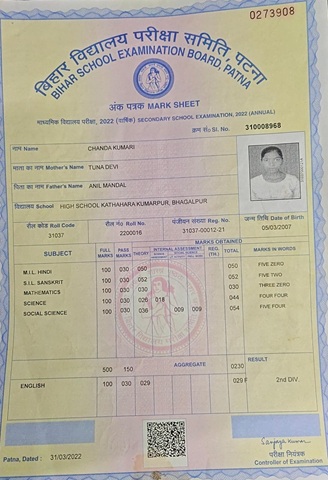 0273908
बिहार विद्यालय परीक्षा समिति, पटना
BIHAR SCHOOL EXAMINATION BOARD, PATNA
अंक पत्रक MARK SHEET
माध्यमिक विद्यालय परीक्षा, 2022 (वार्षिक) SECONDARY SCHOOL EXAMINATION, 2022 (ANNUAL)
क्रम सं० Sl. No. 310008968
नाम Name CHANDA KUMARI
माता का नाम Mother's Name TUNA DEVI
पिता का नाम Father's Name ANIL MANDAL
विद्यालय School HIGH SCHOOL KATHAHARA KUMARPUR, BHAGALPUR
रौल कोड Roll Code रौल नं० Roll No. पंजीयन संख्या Reg. No. जन्म तिथि Date of Birth
31037 2200016 31037-00012-21 05/03/2007
MARKS OBTAINED
SUBJECT FULL MARKS PASS MARKS THEORY INTERNAL ASSESSMENT REG. (TH.) TOTAL MARKS IN WORDS
M.I.L. HINDI 100 030 050 050 FIVE ZERO
S.I.L. SANSKRIT 100 030 052 052 FIVE TWO
MATHEMATICS 100 030 030 030 THREE ZERO
SCIENCE 100 030 026 018 044 FOUR FOUR
SOCIAL SCIENCE 100 030 036 009 009 054 FIVE FOUR
500 150 AGGREGATE 0230 RESULT
ENGLISH 100 030 029 029 F 2nd DIV.
Patna, Dated : 31/03/2022
परीक्षा नियंत्रक
Controller of Examination